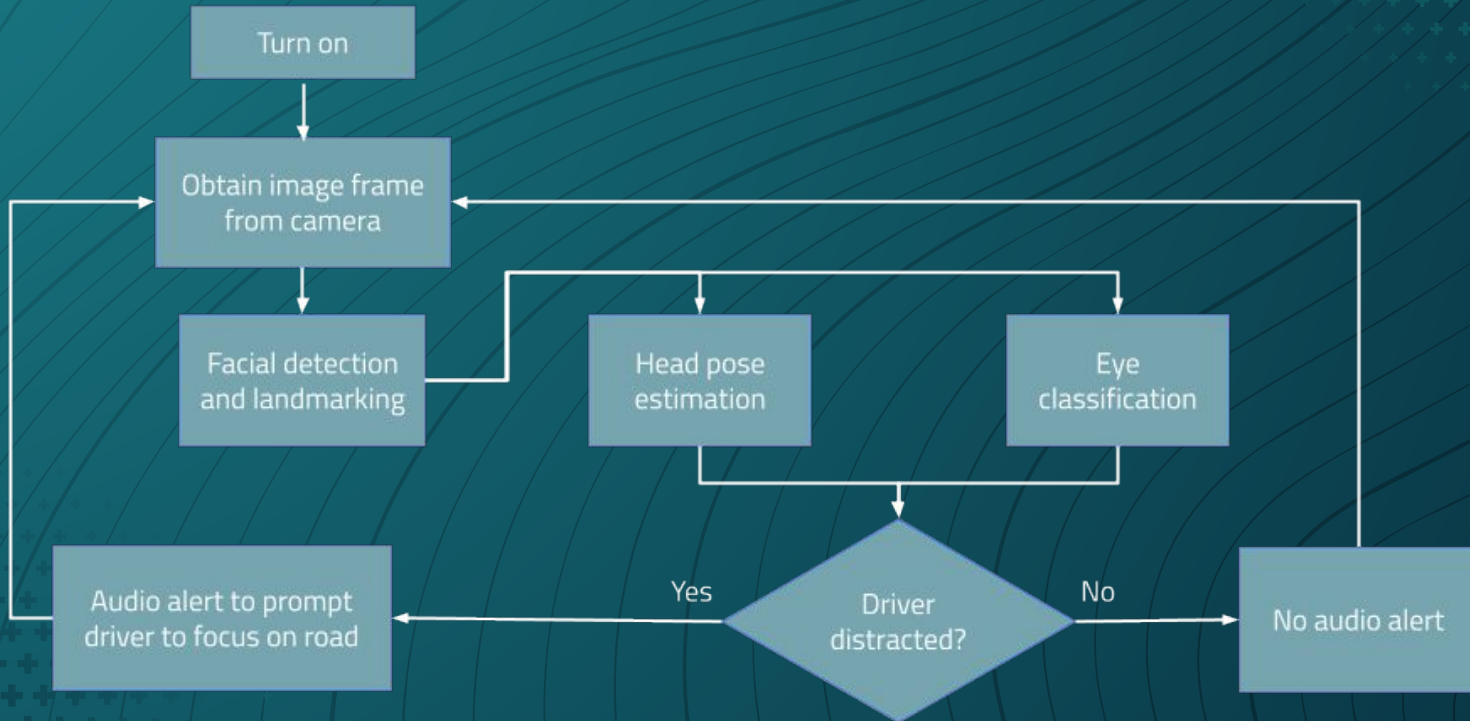 Turn on
Obtain image frame
from camera
Facial detection
and landmarking
Head pose
estimation
Eye
classification
Driver
distracted?
Yes
No
Audio alert to prompt
driver to focus on road
No audio alert